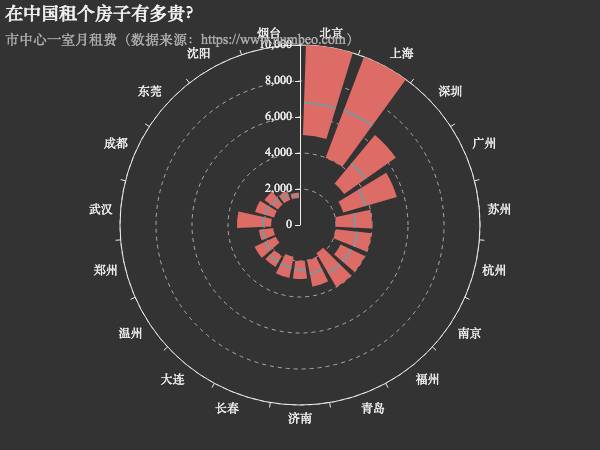 在中国租个房子有多贵?
市中心一室月租费（数据来源：https://www.numbeo.com）
烟台
北京
沈阳
上海
10,000
东莞
8,000
深圳
6,000
成都
4,000
广州
2,000
武汉
0
苏州
郑州
杭州
温州
南京
大连
福州
长春
济南
青岛